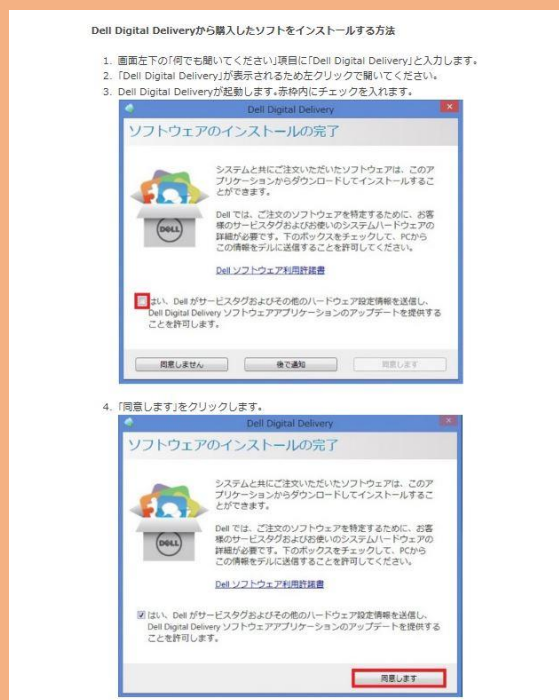 Dell Digital Deliveryから購入したソフトをインストールする方法
1. 画面左下の「何でも聞いてください」項目に「Dell Digital Delivery」と入力します。
2. 「Dell Digital Delivery」が表示されるため左クリックで開いてください。
3. Dell Digital Deliveryが起動します。赤枠内にチェックを入れます。
Dell Digital Delivery
ソフトウェアのインストールの完了
システムと共にご注文いただいたソフトウェアは、このア
プリケーションからダウンロードしてインストールするこ
とができます。
Dell では、ご注文のソフトウェアを特定するために、お客
様のサービスタグおよびお使いのシステムハードウェアの
詳細が必要です。下のボックスをチェックして、PCから
この情報をデルに送信することを許可してください。
DELL
Dell ソフトウェア利用許諾書
はい、Dell がサービスタグおよびその他のハードウェア設定情報を送信し、
Dell Digital Delivery ソフトウェアアプリケーションのアップデートを提供する
ことを許可します。
同意しません 後で通知 同意します
4. 「同意します」をクリックします。
Dell Digital Delivery
ソフトウェアのインストールの完了
システムと共にご注文いただいたソフトウェアは、このア
プリケーションからダウンロードしてインストールするこ
とができます。
Dell では、ご注文のソフトウェアを特定するために、お客
様のサービスタグおよびお使いのシステムハードウェアの
詳細が必要です。下のボックスをチェックして、PCから
この情報をデルに送信することを許可してください。
DELL
Dell ソフトウェア利用許諾書
はい、Dell がサービスタグおよびその他のハードウェア設定情報を送信し、
Dell Digital Delivery ソフトウェアアプリケーションのアップデートを提供する
ことを許可します。
同意します